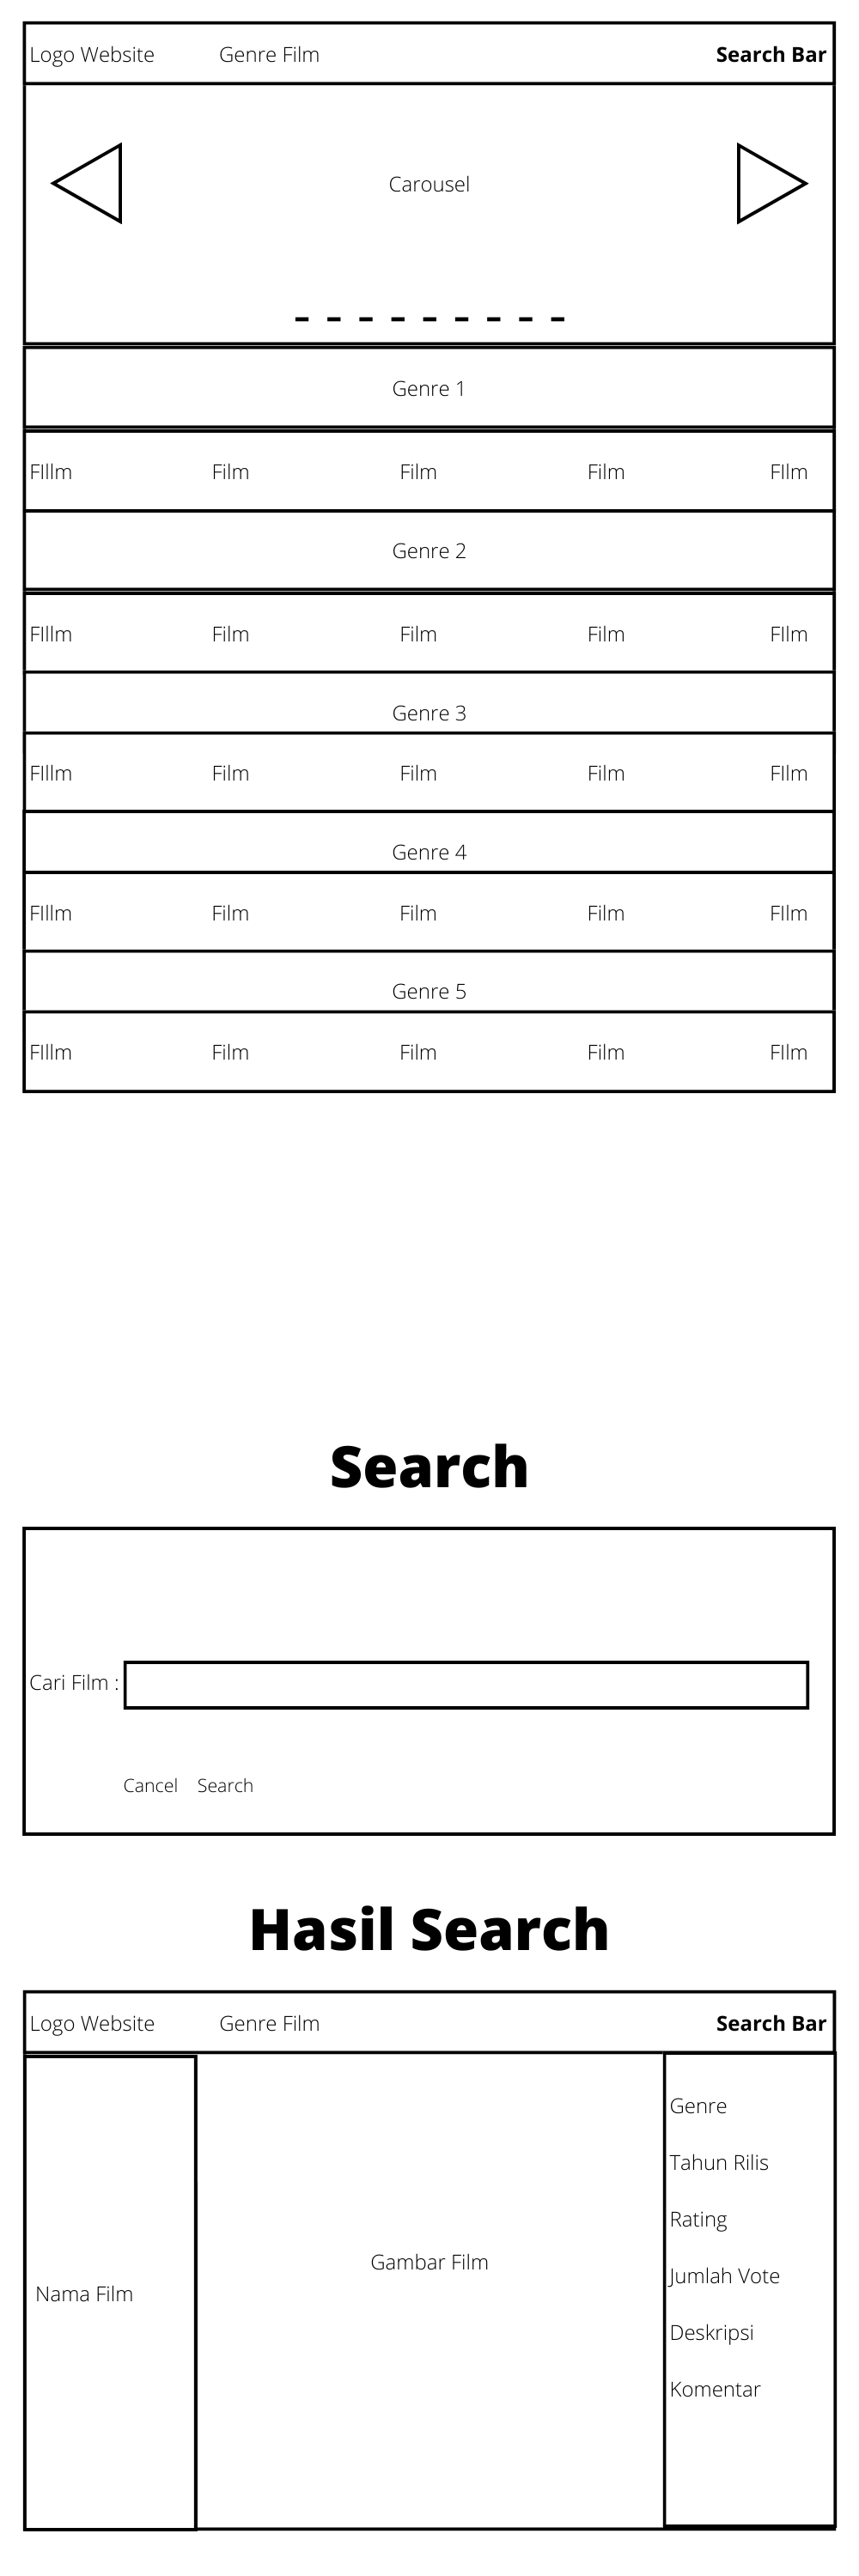 Logo Website Genre Film Search Bar
Carousel
Genre 1
FIllm Film Film Film FIlm
Genre 2
FIllm Film Film Film FIlm
Genre 3
FIllm Film Film Film FIlm
Genre 4
FIllm Film Film Film FIlm
Genre 5
FIllm Film Film Film FIlm
Search
Cari Film :
Cancel Search
Hasil Search
Logo Website Genre Film Search Bar
Nama Film
Gambar Film
Genre
Tahun Rilis
Rating
Jumlah Vote
Deskripsi
Komentar